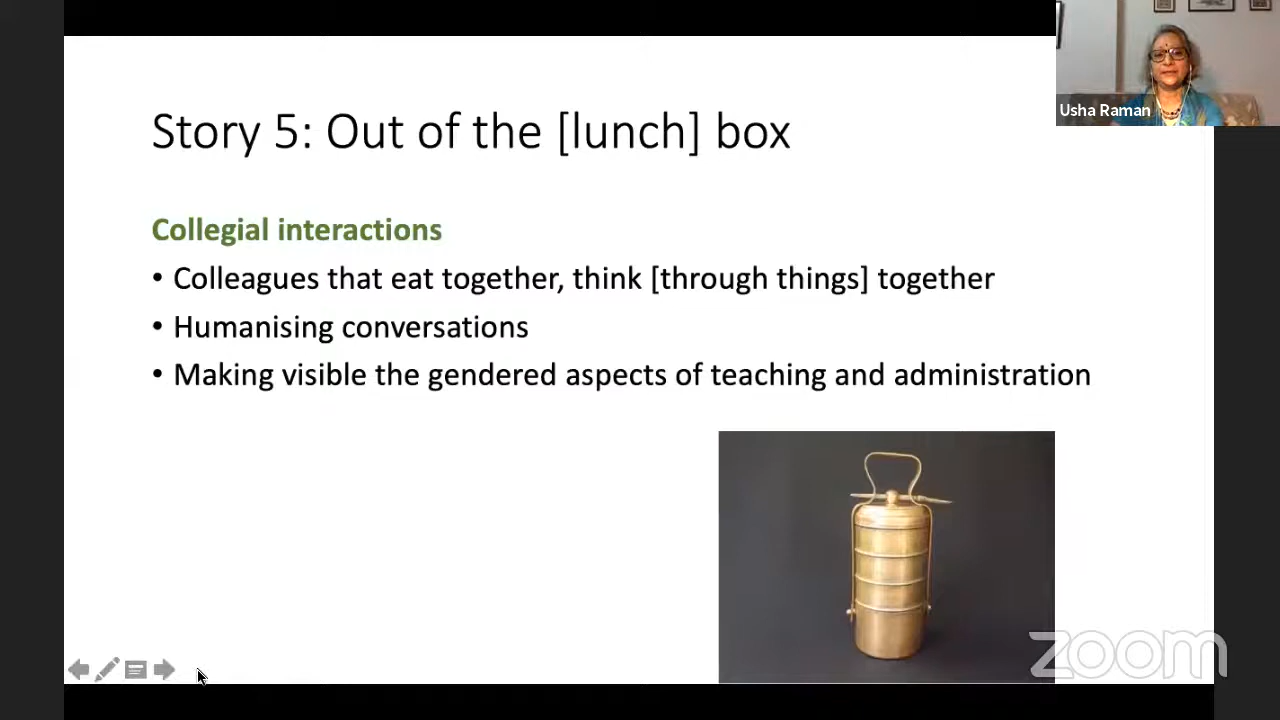 Story 5: Out of the [lunch] box
Usha Raman
Collegial interactions
• Colleagues that eat together, think [through things] together
• Humanising conversations
• Making visible the gendered aspects of teaching and administration
zoom